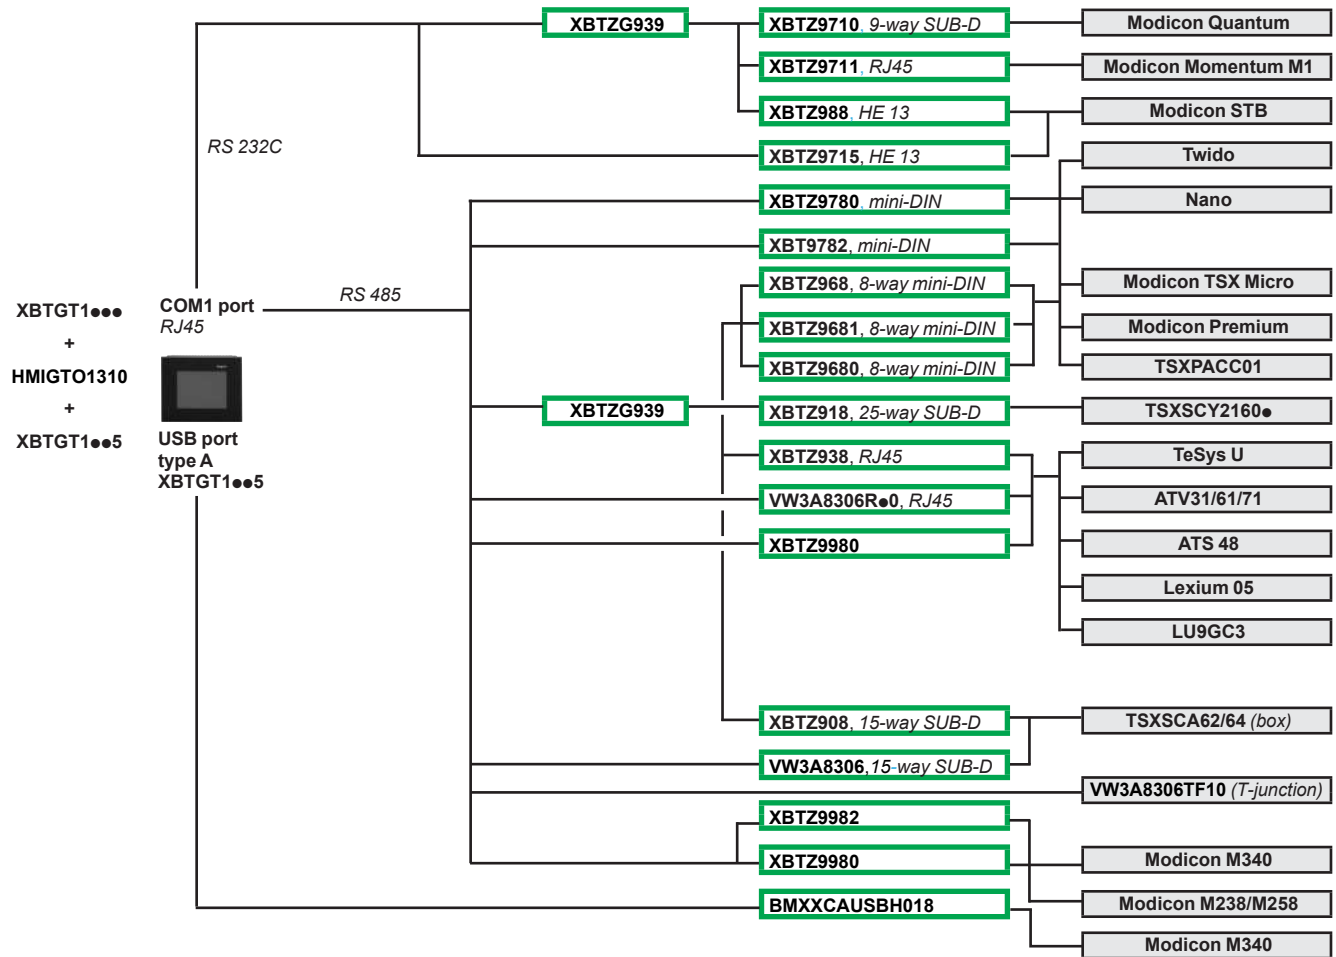 XBTZG939
XBTZ9710, 9-way SUB-D
Modicon Quantum
XBTZ9711, RJ45
Modicon Momentum M1
XBTZ988, HE 13
Modicon STB
RS 232C
XBTZ9715, HE 13
Twido
XBTZ9780, mini-DIN
Nano
XBT9782, mini-DIN
XBTZ968, 8-way mini-DIN
Modicon TSX Micro
RS 485
XBTGT1●●●
+
HMIGTO1310
+
XBTGT1●●5
COM1 port
RJ45
USB port
type A
XBTGT1●●5
XBTZ9681, 8-way mini-DIN
Modicon Premium
XBTZ9680, 8-way mini-DIN
TSXPACC01
XBTZG939
XBTZ918, 25-way SUB-D
TSXSCY2160●
XBTZ938, RJ45
TeSys U
VW3A8306R●0, RJ45
ATV31/61/71
XBTZ9980
ATS 48
Lexium 05
LU9GC3
XBTZ908, 15-way SUB-D
TSXSCA62/64 (box)
VW3A8306,15-way SUB-D
VW3A8306TF10 (T-junction)
XBTZ9982
XBTZ9980
Modicon M340
BMXXCAUSBH018
Modicon M238/M258
Modicon M340